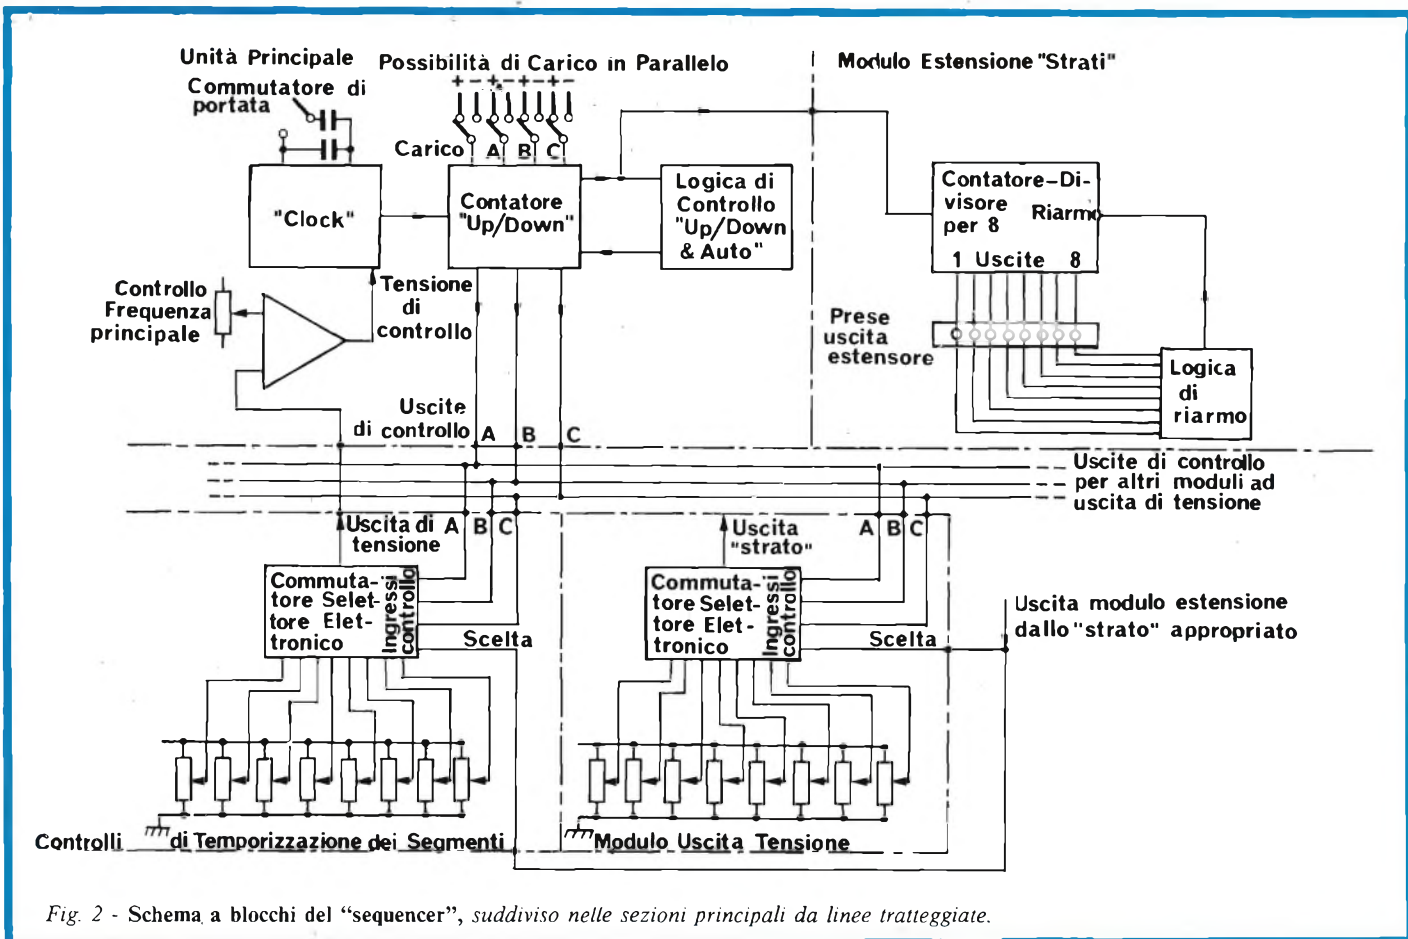 Unità Principale
Commutatore di
portata
Possibilità di Carico in Parallelo
+ - + - + - + -
Carico A B C
Modulo Estensione "Strati"
"Clock"
Contatore
"Up/Down"
Logica di
Controllo
"Up/Down
& Auto"
Contatore-Di-
visore
per 8
Riarmo
1 Uscite 8
Controllo
Frequenza
principale
Tensione
di
controllo
Prese
uscita
estensore
Logica
di
riarmo
Uscite
di controllo
A B C
Uscite di controllo
per altri moduli ad
uscita di tensione
Uscita di
tensione
A B C
Uscita
"strato"
A B C
Commuta-
tore Selet-
tore Elet-
tronico
Ingressi
controllo
Scelta
Commuta-
tore Selet-
tore Elet-
tronico
Ingressi
controllo
Scelta
Uscita modulo estensione
dallo "strato" appropriato
Controlli di Temporizzazione dei Segmenti
Modulo Uscita Tensione
Fig. 2 - Schema a blocchi del "sequencer", suddiviso nelle sezioni principali da linee tratteggiate.